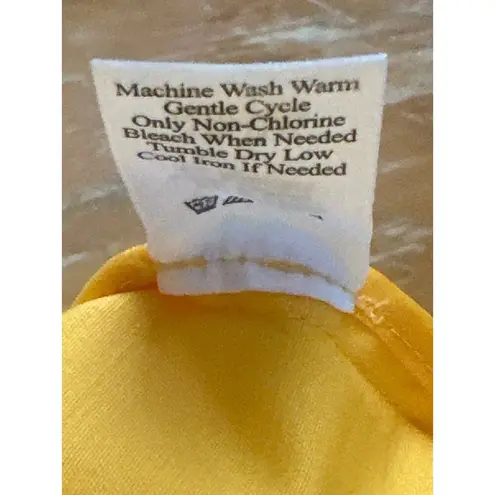 Machine Wash Warm
Gentle Cycle
Only Non-Chlorine
Bleach When Needed
Tumble Dry Low
Cool Iron If Needed